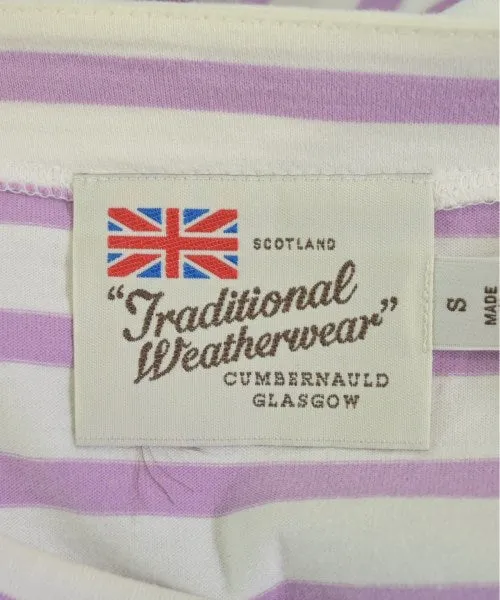 SCOTLAND
"Traditional
Weatherwear"
CUMBERNAULD
GLASGOW
S
MADE